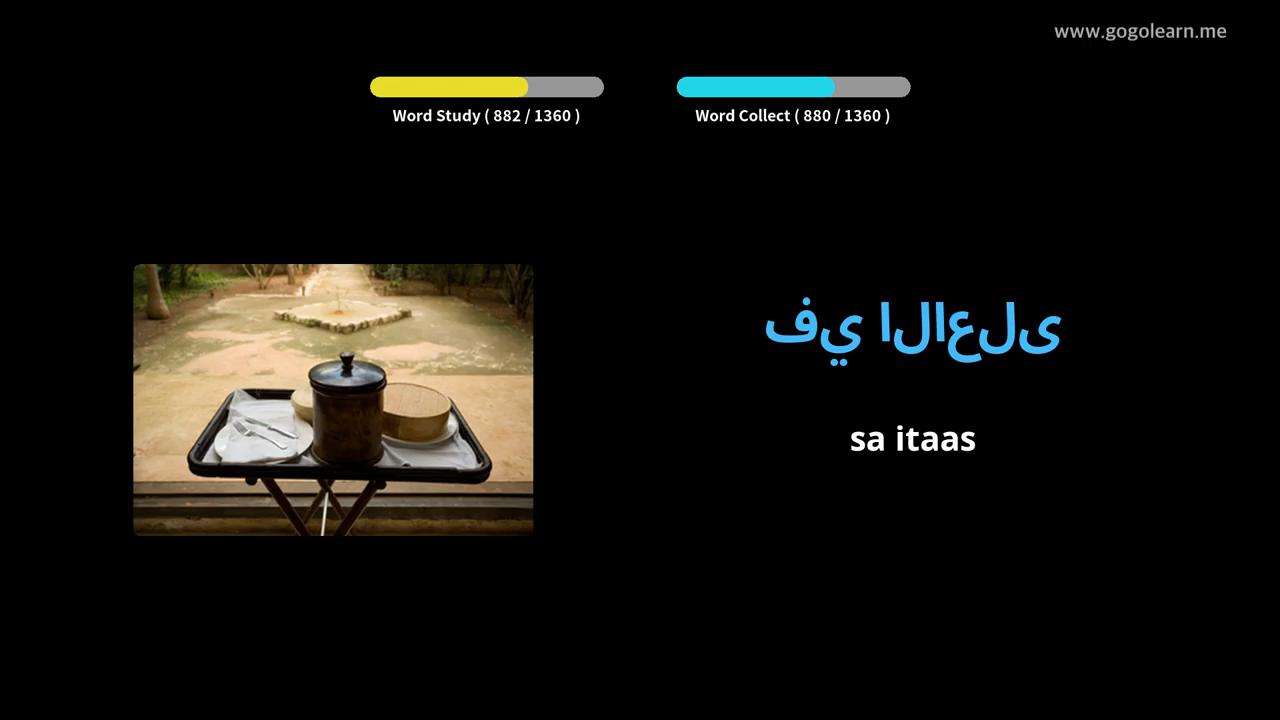 www.gogolearn.me
Word Study ( 882 / 1360 )
Word Collect ( 880 / 1360 )
في الاعلى
sa itaas